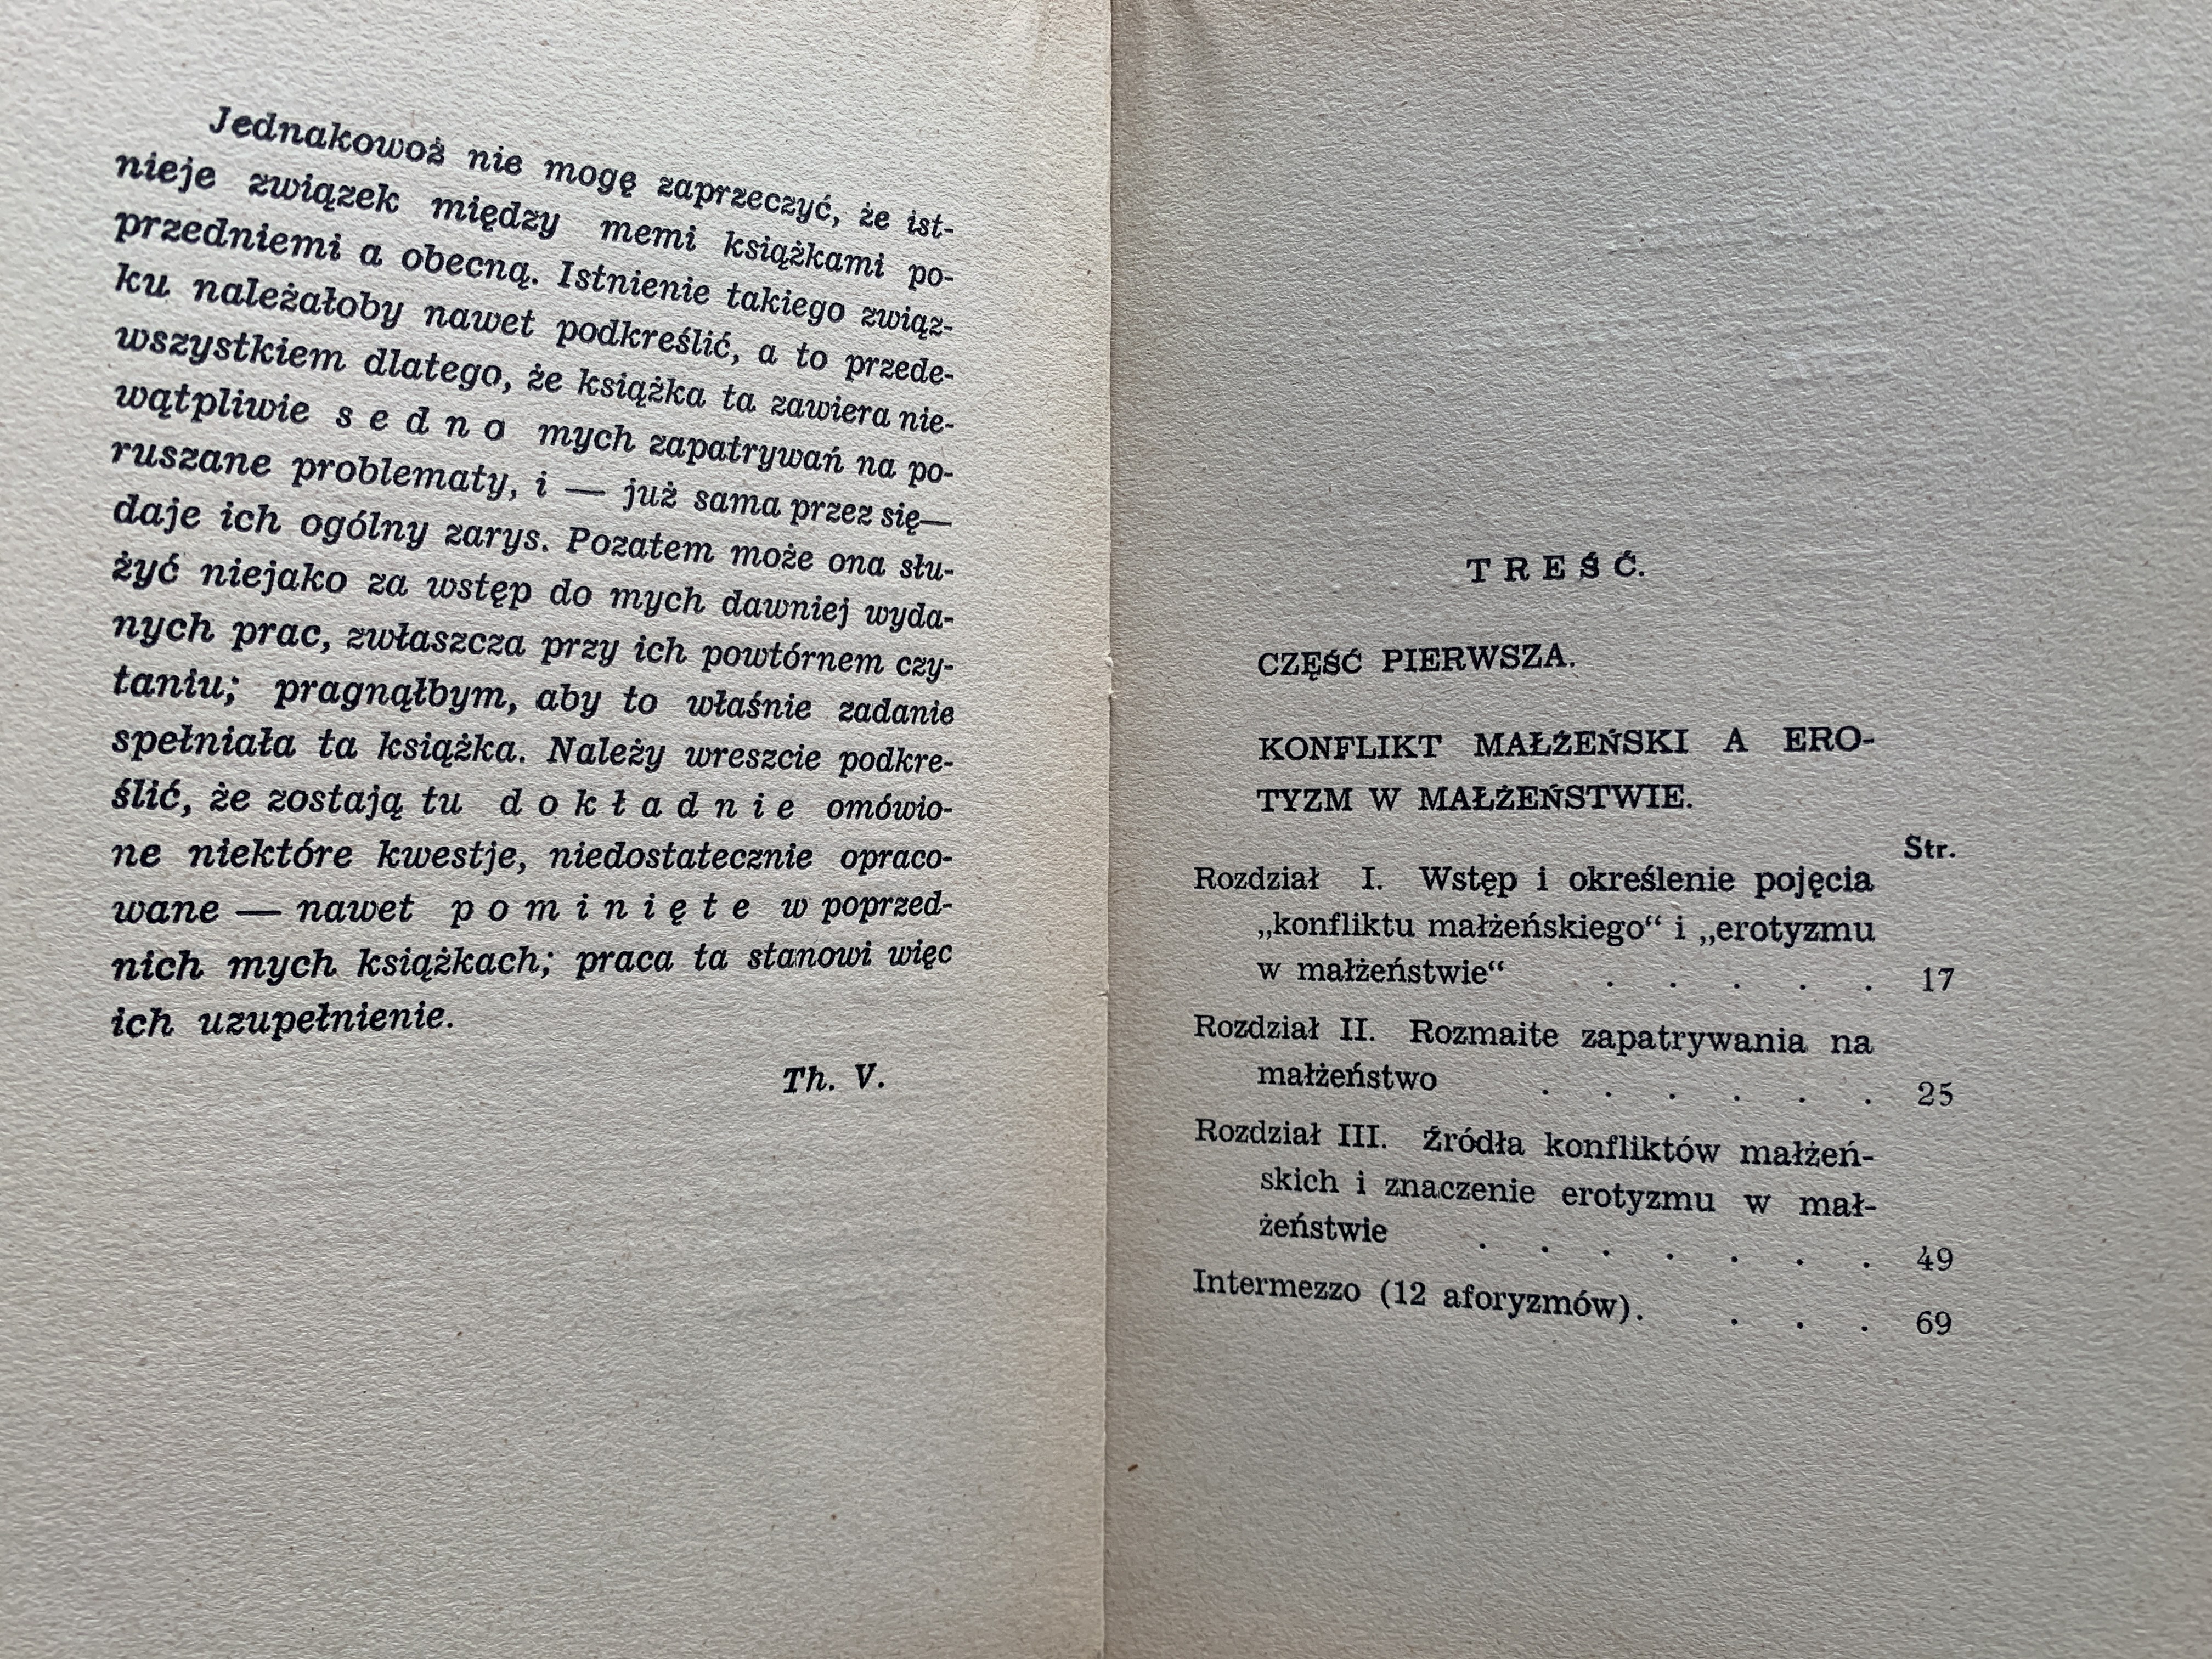 Jednakowoż nie mogę zaprzeczyć, że ist-
nieje związek między memi książkami po-
przedniemi a obecną. Istnienie takiego związ-
ku należałoby nawet podkreślić, a to przede-
wszystkiem dlatego, że książka ta zawiera nie-
wątpliwie s e d n o mych zapatrywań na po-
ruszane problematy, i — już sama przez się—
daje ich ogólny zarys. Pozatem może ona słu-
żyć niejako za wstęp do mych dawniej wyda-
nych prac, zwłaszcza przy ich powtórnem czy-
taniu; pragnąłbym, aby to właśnie zadanie
spełniała ta książka. Należy wreszcie podkre-
ślić, że zostają tu d o k ł a d n i e omówio-
ne niektóre kwestje, niedostatecznie opraco-
wane — nawet p o m i n i ę t e w poprzed-
nich mych książkach; praca ta stanowi więc
ich uzupełnienie.
Th. V.
T R E Ś Ć.
CZĘŚĆ PIERWSZA.
KONFLIKT MAŁŻEŃSKI A ERO-
TYZM W MAŁŻEŃSTWIE.
Str.
Rozdział I. Wstęp i określenie pojęcia
„konfliktu małżeńskiego“ i „erotyzmu
w małżeństwie“ . . . . . 17
Rozdział II. Rozmaite zapatrywania na
małżeństwo . . . . . . 25
Rozdział III. Źródła konfliktów małżeń-
skich i znaczenie erotyzmu w mał-
żeństwie . . . . . . . 49
Intermezzo (12 aforyzmów). . . . 69